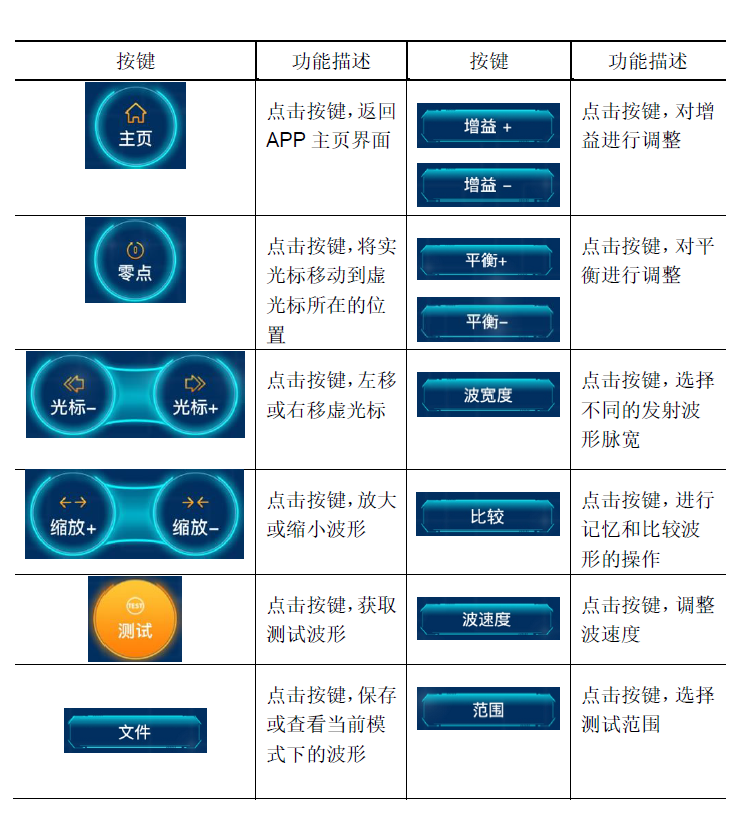 按键 功能描述 按键 功能描述
主页
点击按键，返回
APP 主页界面
增益 +
增益 -
点击按键，对增
益进行调整
0
零点
点击按键，将实
光标移动到虚
光标所在的位
置
平衡+
平衡-
点击按键，对平
衡进行调整
光标- 光标+
点击按键，左移
或右移虚光标
波宽度
点击按键，选择
不同的发射波
形脉宽
缩放+ 缩放-
点击按键，放大
或缩小波形
比较
点击按键，进行
记忆和比较波
形的操作
TEST
测试
点击按键，获取
测试波形
波速度
点击按键，调整
波速度
文件
点击按键，保存
或查看当前模
式下的波形
范围
点击按键，选择
测试范围